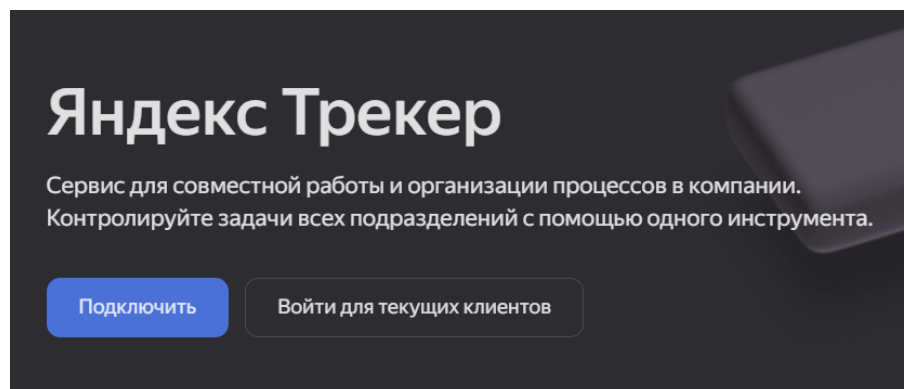 Яндекс Трекер
Сервис для совместной работы и организации процессов в компании.
Контролируйте задачи всех подразделений с помощью одного инструмента.
Подключить
Войти для текущих клиентов